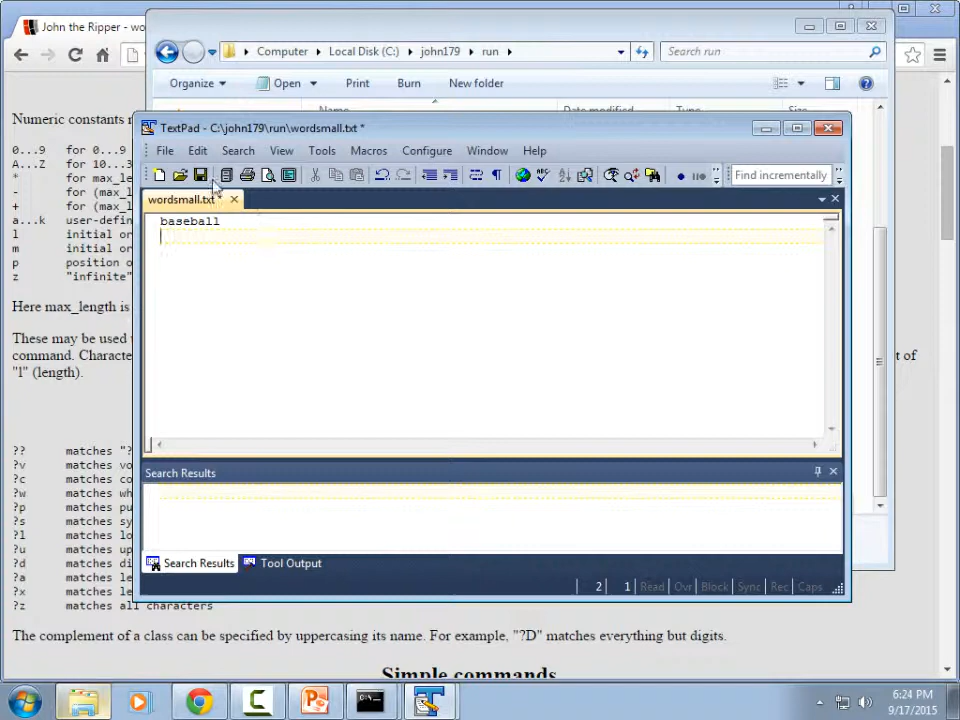 John the Ripper - wo
Computer Local Disk (C:) john179 run
Search run
Organize Open Print Burn New folder
Name Date modified Type Size
Numeric constants
0...9 for 0...9
A...Z for 10...3
* for max_le
- for (max_l
+ for (max_l
a...k user-defin
l initial or
m initial or
p position o
z "infinite"
Here max_length is
These may be used
command. Characte
"l" (length).
et of
?? matches "?
?v matches vo
?c matches co
?w matches wh
?p matches pu
?s matches sy
?l matches lo
?u matches up
?d matches di
?a matches le
?x matches le
?z matches all characters
The complement of a class can be specified by uppercasing its name. For example, "?D" matches everything but digits.
Simple commands
TextPad - C:\john179\run\wordsmall.txt *
File Edit Search View Tools Macros Configure Window Help
Find incrementally
wordsmall.txt *
baseball
Search Results
Search Results Tool Output
2 1 Read Ovr Block Sync Rec Caps
6:24 PM
9/17/2015